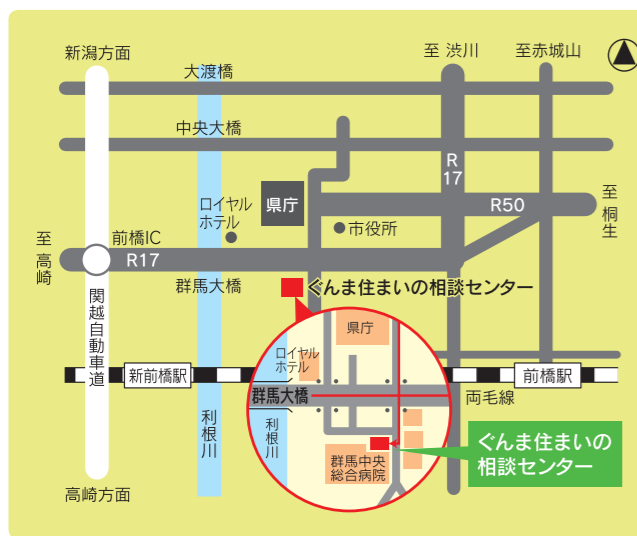 新潟方面
至 渋川
至赤城山
大渡橋
中央大橋
R
17
ロイヤル
ホテル
県庁
R50
至
桐
生
市役所
至
高
崎
前橋IC
R17
群馬大橋
ぐんま住まいの相談センター
関越自動車道
県庁
ロイヤル
ホテル
新前橋駅
前橋駅
群馬大橋
両毛線
利根川
利根川
群馬中央
総合病院
ぐんま住まいの
相談センター
高崎方面